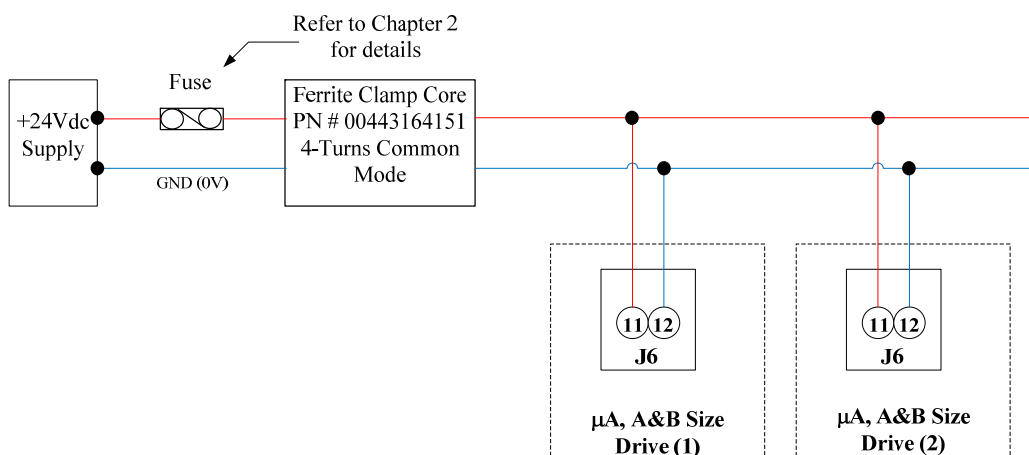 Refer to Chapter 2
for details
Fuse
+24Vdc
Supply
GND (0V)
Ferrite Clamp Core
PN # 00443164151
4-Turns Common
Mode
11 12
J6
µA, A&B Size
Drive (1)
11 12
J6
µA, A&B Size
Drive (2)